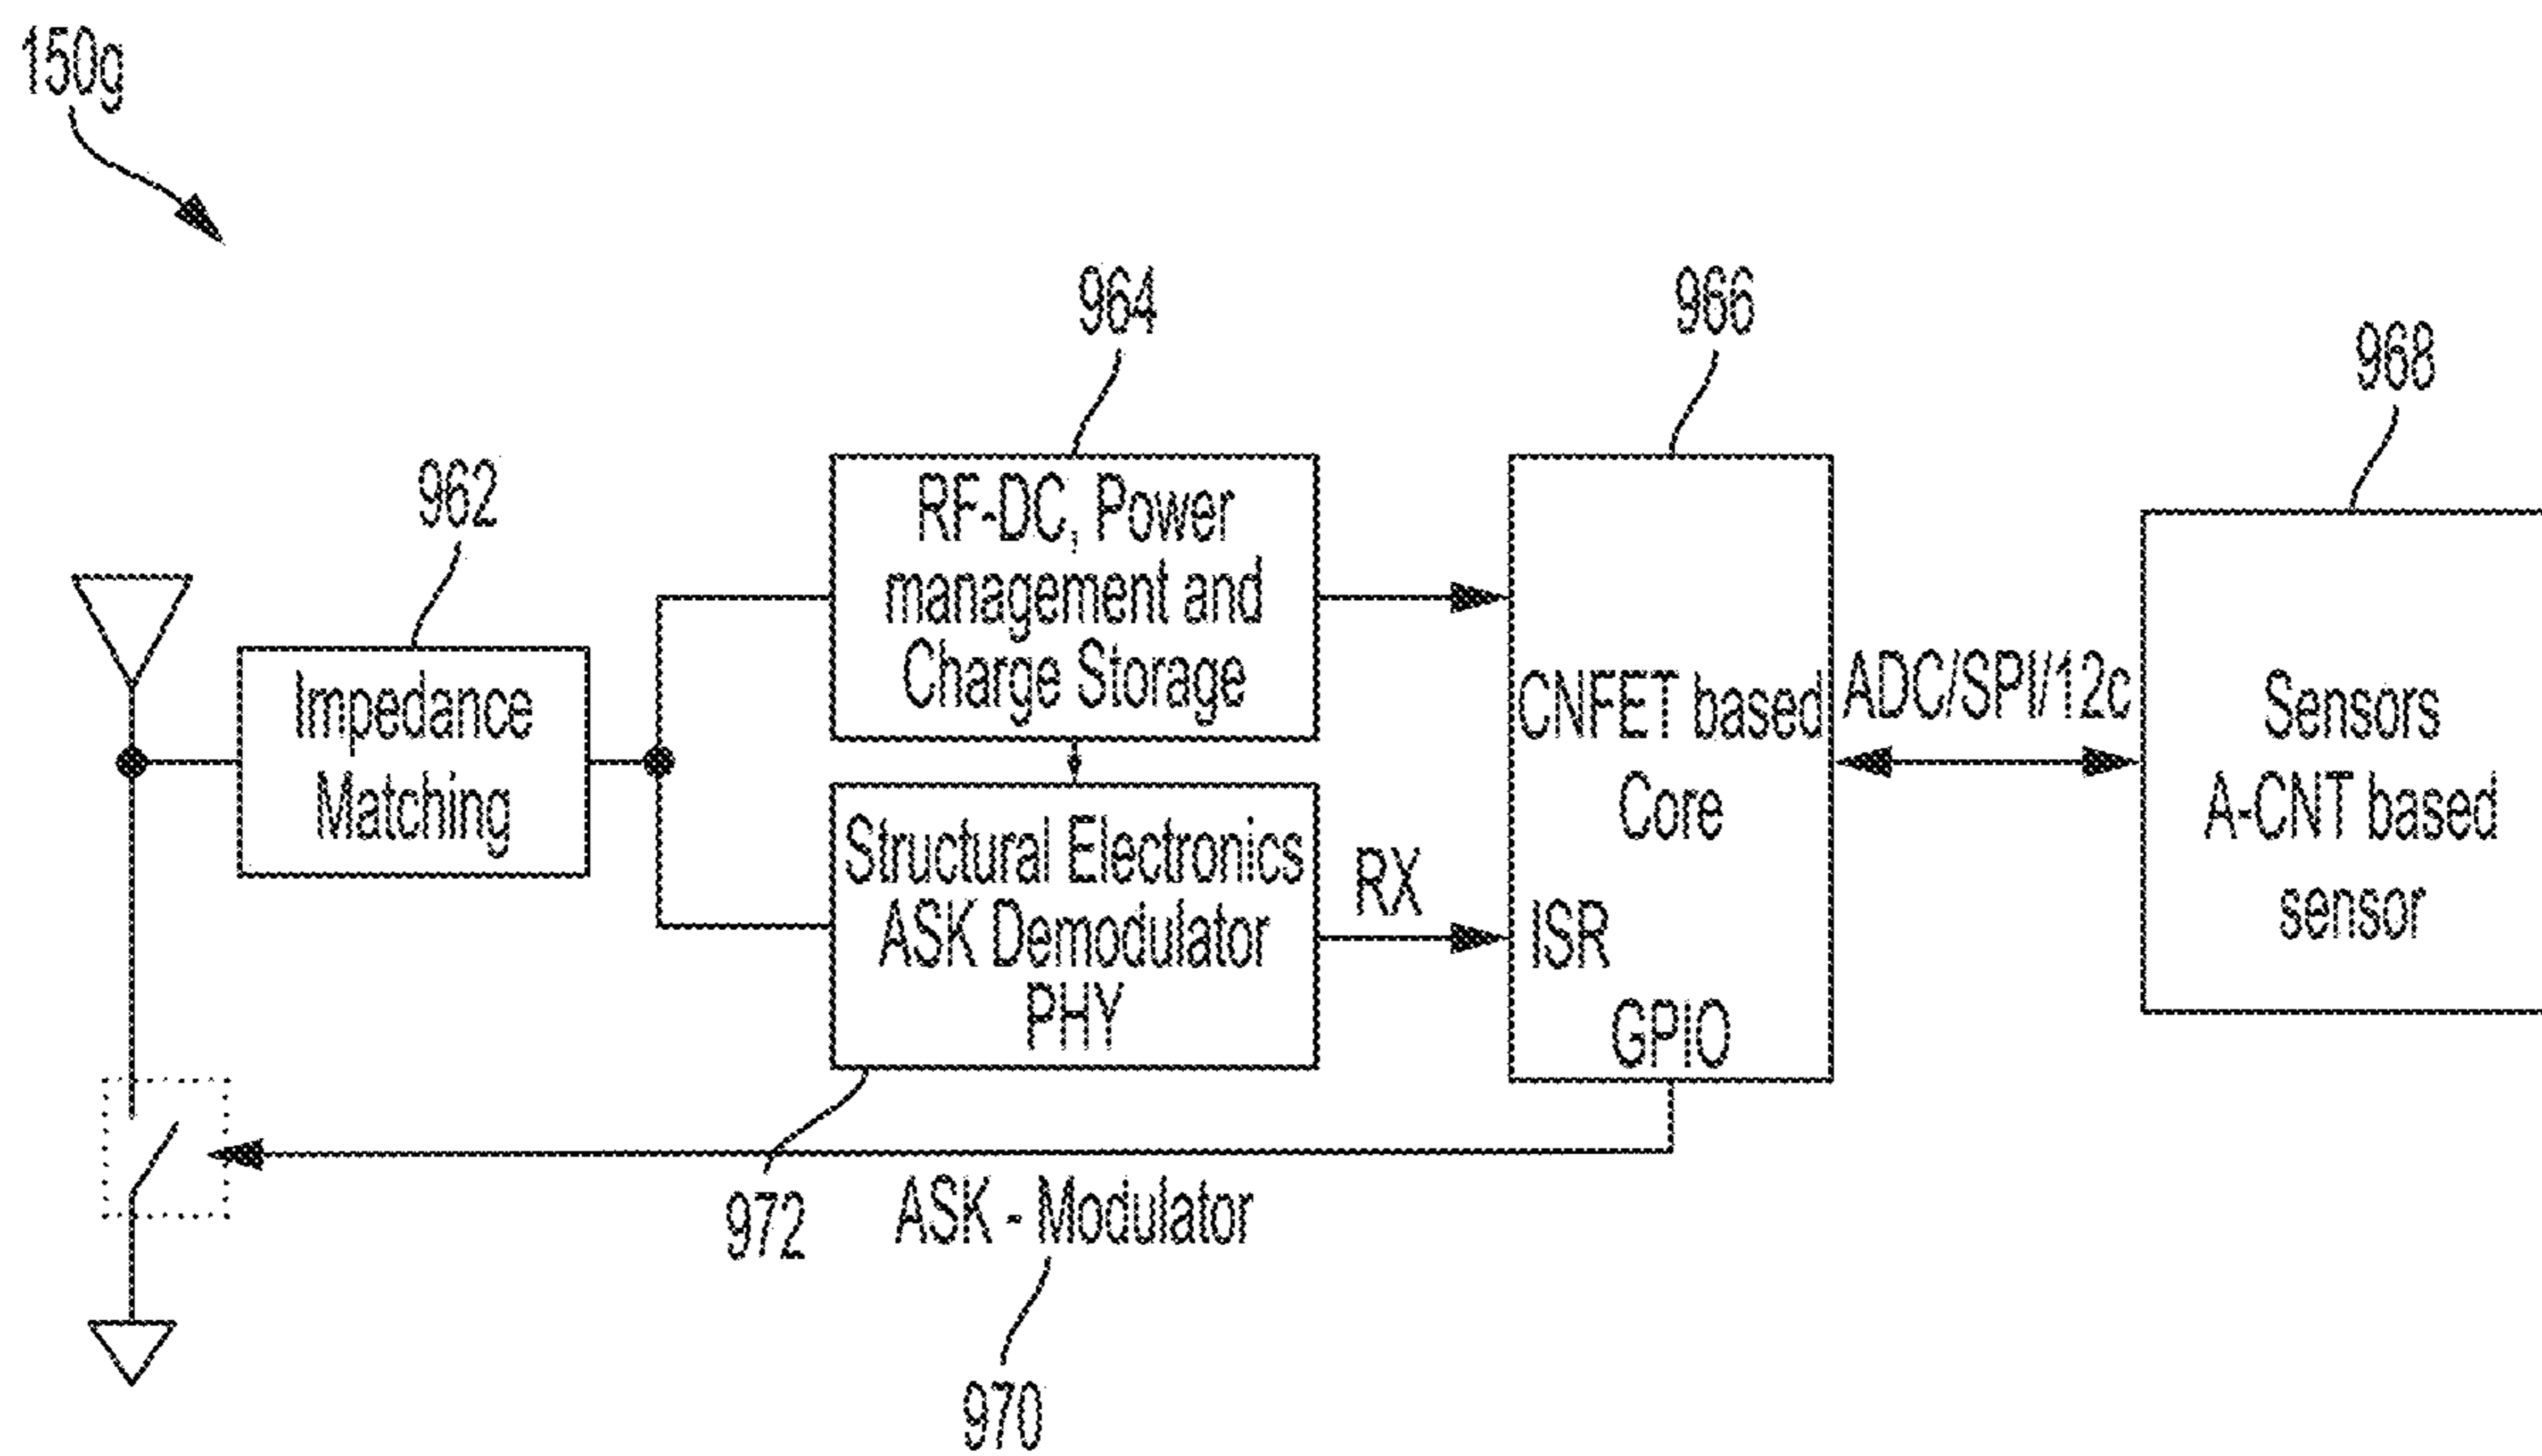 150g
964
966
968
962
RF-DC, Power
management and
Charge Storage
Impedance
Matching
CNFET based
Core
ADC/SPI/12c
Sensors
A-CNT based
sensor
Structural Electronics
ASK Demodulator
PHY
RX
ISR
GPIO
972
ASK - Modulator
970